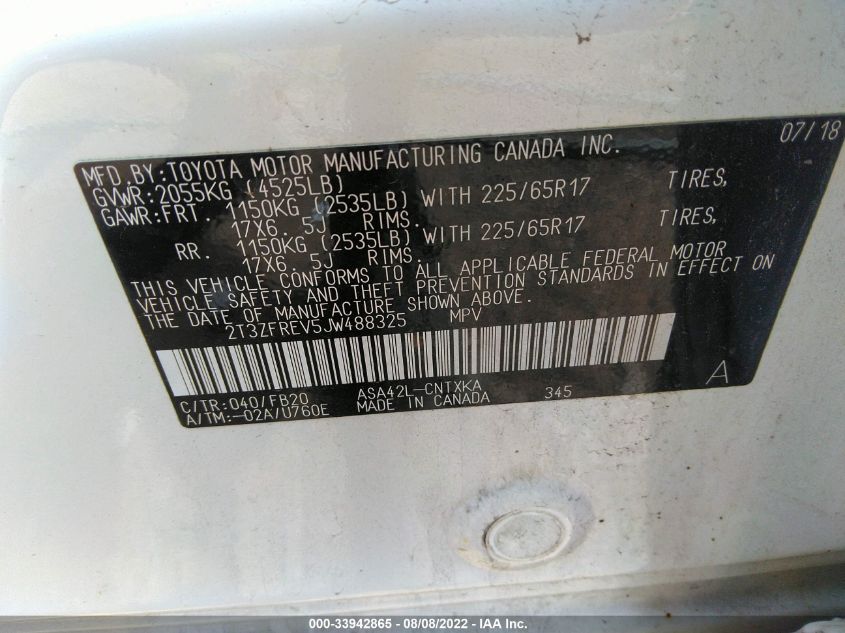 07/18
MFD.BY:TOYOTA MOTOR MANUFACTURING CANADA INC.
GVWR:2055KG (4525LB)
GAWR:FRT. 1150KG (2535LB) WITH 225/65R17 TIRES,
17X6. 5J RIMS.
RR. 1150KG (2535LB) WITH 225/65R17 TIRES,
17X6. 5J RIMS.
THIS VEHICLE CONFORMS TO ALL APPLICABLE FEDERAL MOTOR
VEHICLE SAFETY AND THEFT PREVENTION STANDARDS IN EFFECT ON
THE DATE OF MANUFACTURE SHOWN ABOVE.
2T3ZFREV5JW488325 MPV
C/TR:040/FB20 ASA42L-CNTXKA 345 A
A/TM:-02A/U760E MADE IN CANADA
000-33942865 - 08/08/2022 - IAA Inc.